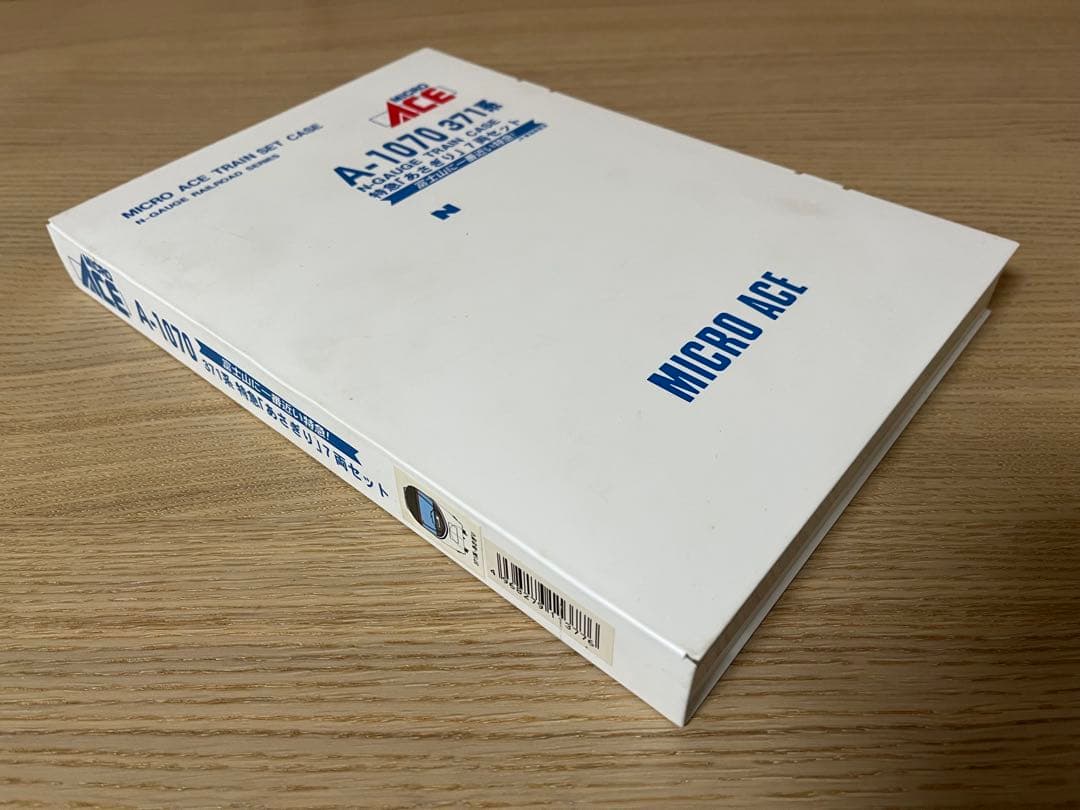 MICRO ACE TRAIN SET CASE
N-GAUGE RAILROAD SERIES
MICRO
ACE
A-1070 371系
N-GAUGE TRAIN CASE
特急「あさぎり」7両セット
富士山に一番近い特急!
N
MICRO ACE
MICRO
ACE
A-1070
富士山に一番近い特急!
371系 特急「あさぎり」7両セット